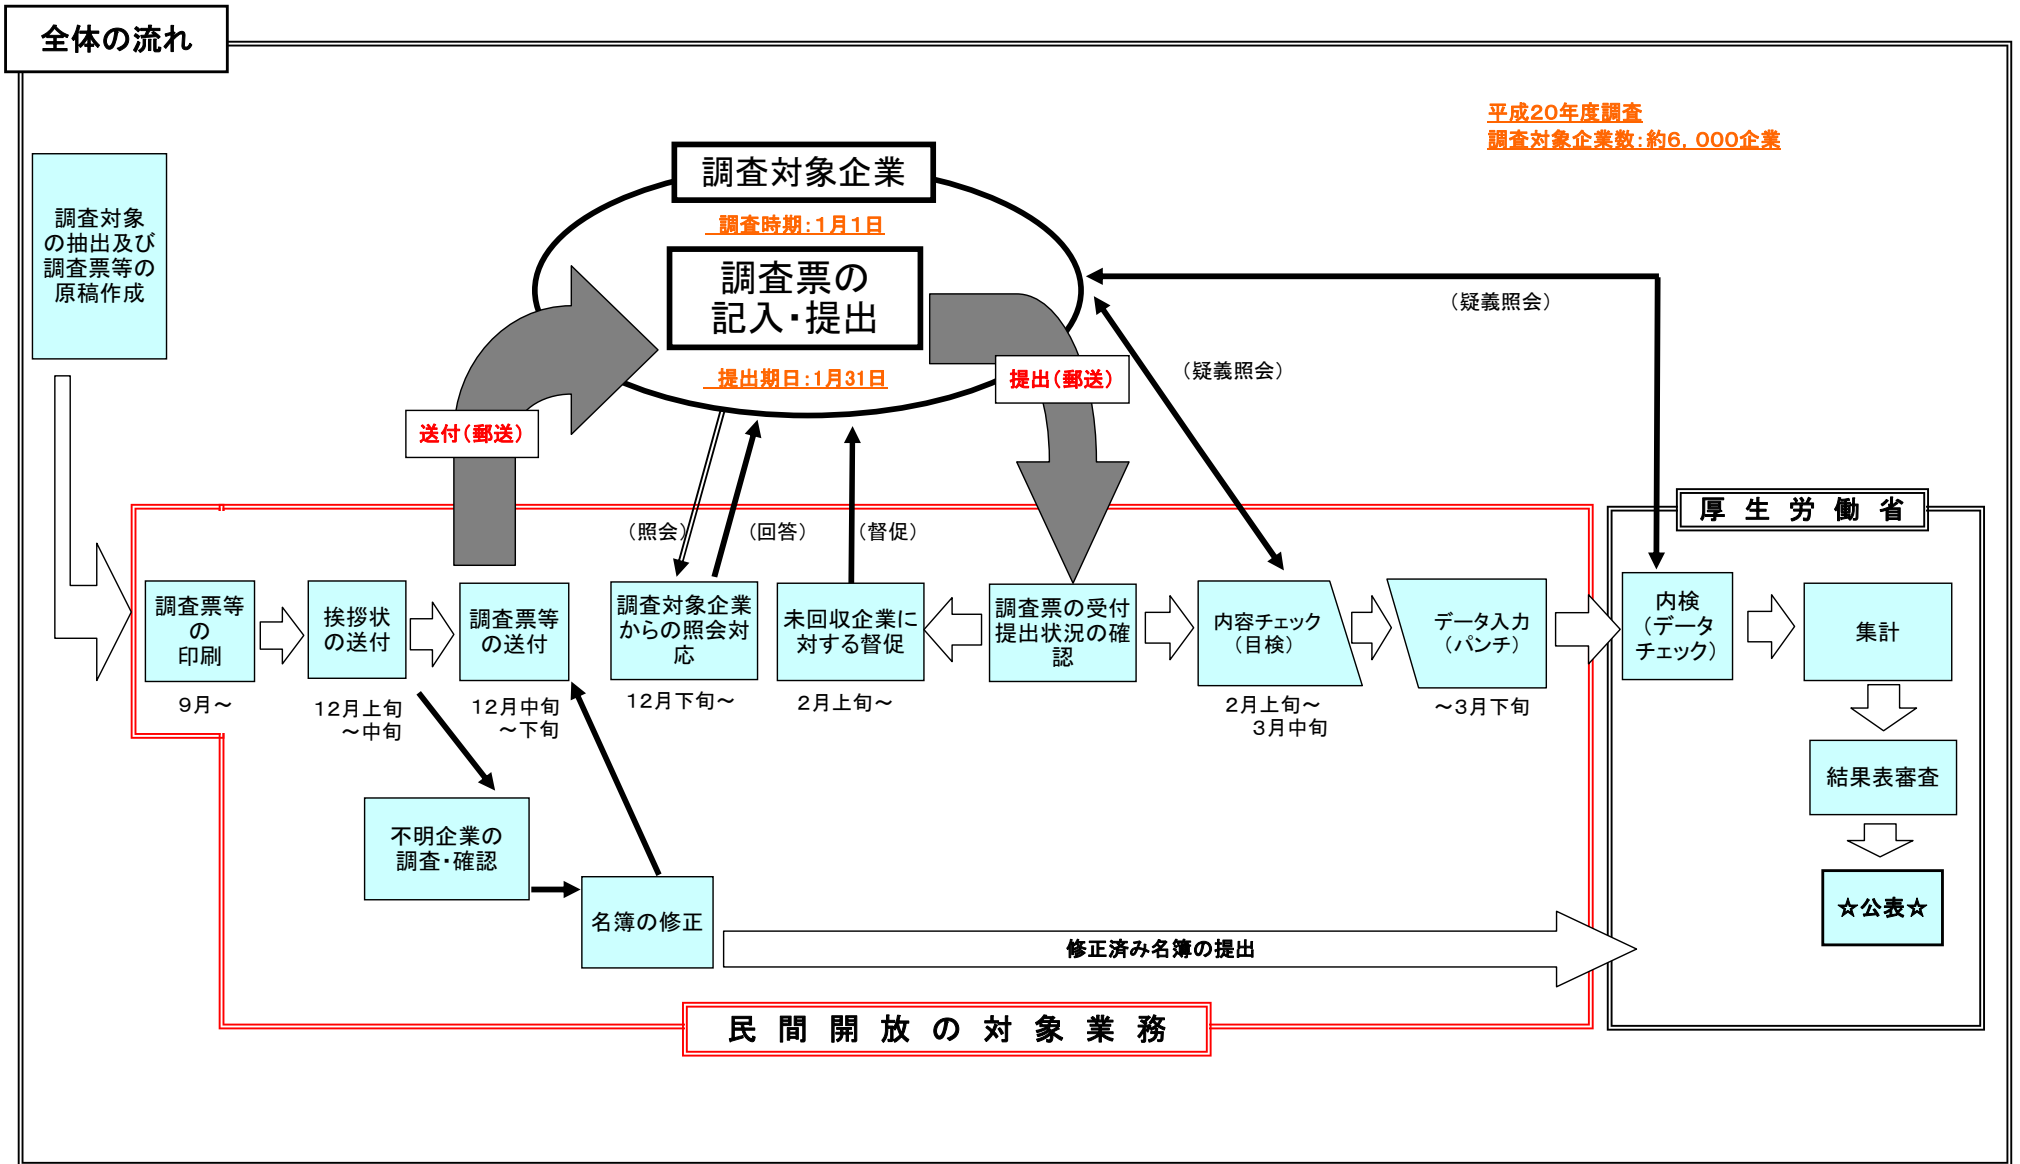 全体の流れ
平成20年度調査
調査対象企業数：約6，000企業
調査対象
の抽出及び
調査票等の
原稿作成
調査対象企業
調査時期：1月1日
調査票の
記入・提出
提出期日：1月31日
送付（郵送）
提出（郵送）
（疑義照会）
（疑義照会）
（照会）
（回答）
（督促）
厚生労働省
調査票等
の
印刷
9月～
挨拶状
の送付
12月上旬
～中旬
調査票等
の送付
12月中旬
～下旬
調査対象企業
からの照会対
応
12月下旬～
未回収企業に
対する督促
2月上旬～
調査票の受付
提出状況の確
認
内容チェック
（目検）
2月上旬～
3月中旬
データ入力
（パンチ）
～3月下旬
内検
（データ
チェック）
集計
結果表審査
☆公表☆
不明企業の
調査・確認
名簿の修正
修正済み名簿の提出
民間開放の対象業務